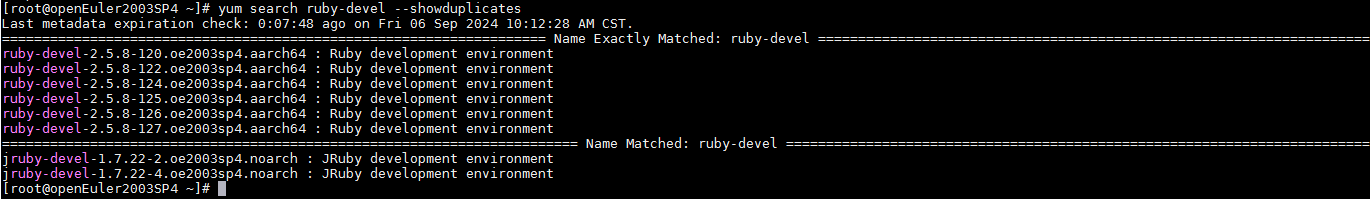 [root@openEuler2003SP4 ~]# yum search ruby-devel --showduplicates
Last metadata expiration check: 0:07:48 ago on Fri 06 Sep 2024 10:12:28 AM CST.
==================================================================== Name Exactly Matched: ruby-devel =====================================================================
ruby-devel-2.5.8-120.oe2003sp4.aarch64 : Ruby development environment
ruby-devel-2.5.8-122.oe2003sp4.aarch64 : Ruby development environment
ruby-devel-2.5.8-124.oe2003sp4.aarch64 : Ruby development environment
ruby-devel-2.5.8-125.oe2003sp4.aarch64 : Ruby development environment
ruby-devel-2.5.8-126.oe2003sp4.aarch64 : Ruby development environment
ruby-devel-2.5.8-127.oe2003sp4.aarch64 : Ruby development environment
======================================================================== Name Matched: ruby-devel =========================================================================
jruby-devel-1.7.22-2.oe2003sp4.noarch : JRuby development environment
jruby-devel-1.7.22-4.oe2003sp4.noarch : JRuby development environment
[root@openEuler2003SP4 ~]#